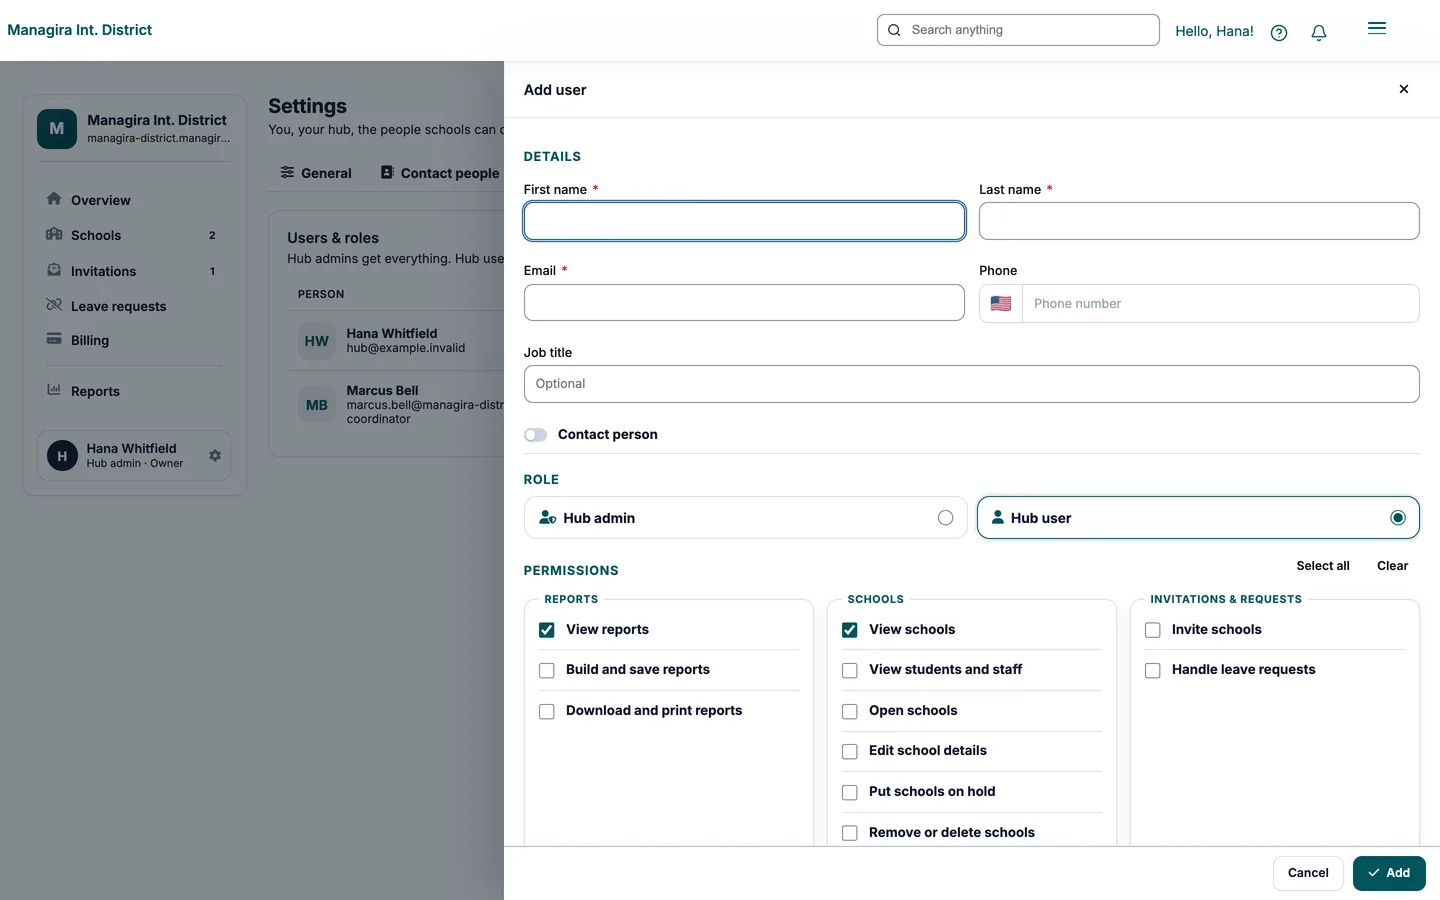 Managira Int. District
Search anything
Hello, Hana!
M
Managira Int. District
managira-district.managir...
Overview
Schools 2
Invitations 1
Leave requests
Billing
Reports
H
Hana Whitfield
Hub admin · Owner
Settings
You, your hub, the people schools can
General
Contact people
Users & roles
Hub admins get everything. Hub use
PERSON
HW
Hana Whitfield
hub@example.invalid
MB
Marcus Bell
marcus.bell@managira-distr
coordinator
Add user
DETAILS
First name *
Last name *
Email *
Phone
Phone number
Job title
Optional
Contact person
ROLE
Hub admin
Hub user
PERMISSIONS
Select all
Clear
REPORTS
View reports
Build and save reports
Download and print reports
SCHOOLS
View schools
View students and staff
Open schools
Edit school details
Put schools on hold
Remove or delete schools
INVITATIONS & REQUESTS
Invite schools
Handle leave requests
Cancel
Add